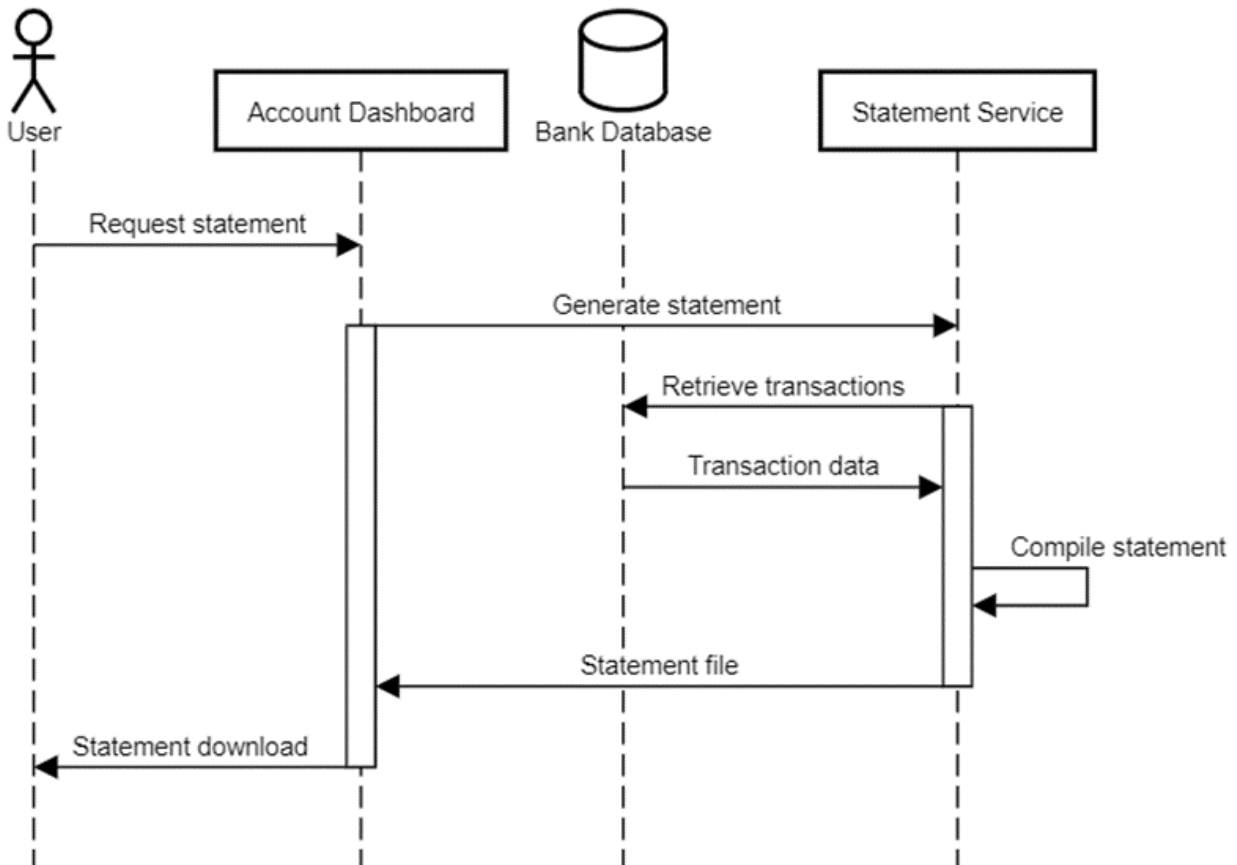 User
Account Dashboard
Bank Database
Statement Service
Request statement
Generate statement
Retrieve transactions
Transaction data
Compile statement
Statement file
Statement download